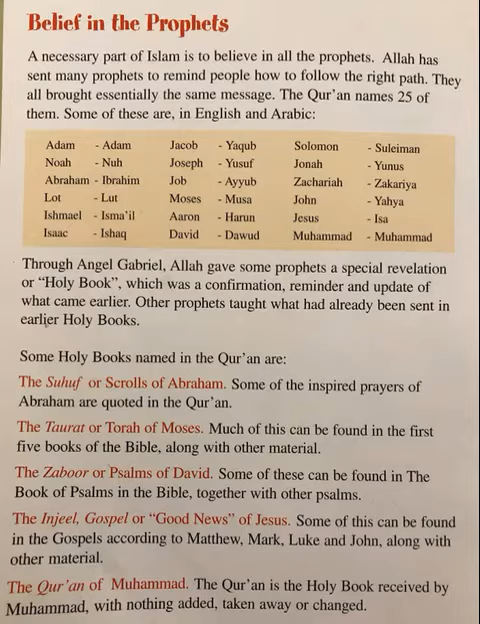 Belief in the Prophets
A necessary part of Islam is to believe in all the prophets. Allah has
sent many prophets to remind people how to follow the right path. They
all brought essentially the same message. The Qur'an names 25 of
them. Some of these are, in English and Arabic:
Adam - Adam Jacob - Yaqub Solomon - Suleiman
Noah - Nuh Joseph - Yusuf Jonah - Yunus
Abraham - Ibrahim Job - Ayyub Zachariah - Zakariya
Lot - Lut Moses - Musa John - Yahya
Ishmael - Isma'il Aaron - Harun Jesus - Isa
Isaac - Ishaq David - Dawud Muhammad - Muhammad
Through Angel Gabriel, Allah gave some prophets a special revelation
or "Holy Book", which was a confirmation, reminder and update of
what came earlier. Other prophets taught what had already been sent in
earlier Holy Books.
Some Holy Books named in the Qur'an are:
The Suhuf or Scrolls of Abraham. Some of the inspired prayers of
Abraham are quoted in the Qur'an.
The Taurat or Torah of Moses. Much of this can be found in the first
five books of the Bible, along with other material.
The Zaboor or Psalms of David. Some of these can be found in The
Book of Psalms in the Bible, together with other psalms.
The Injeel, Gospel or "Good News" of Jesus. Some of this can be found
in the Gospels according to Matthew, Mark, Luke and John, along with
other material.
The Qur'an of Muhammad. The Qur'an is the Holy Book received by
Muhammad, with nothing added, taken away or changed.